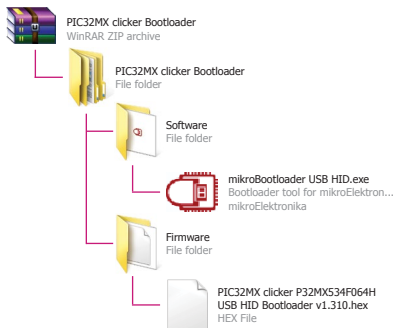 PIC32MX clicker Bootloader
WinRAR ZIP archive
PIC32MX clicker Bootloader
File folder
Software
File folder
mikroBootloader USB HID.exe
Bootloader tool for mikroElektron...
mikroElektronika
Firmware
File folder
PIC32MX clicker P32MX534F064H
USB HID Bootloader v1.310.hex
HEX File